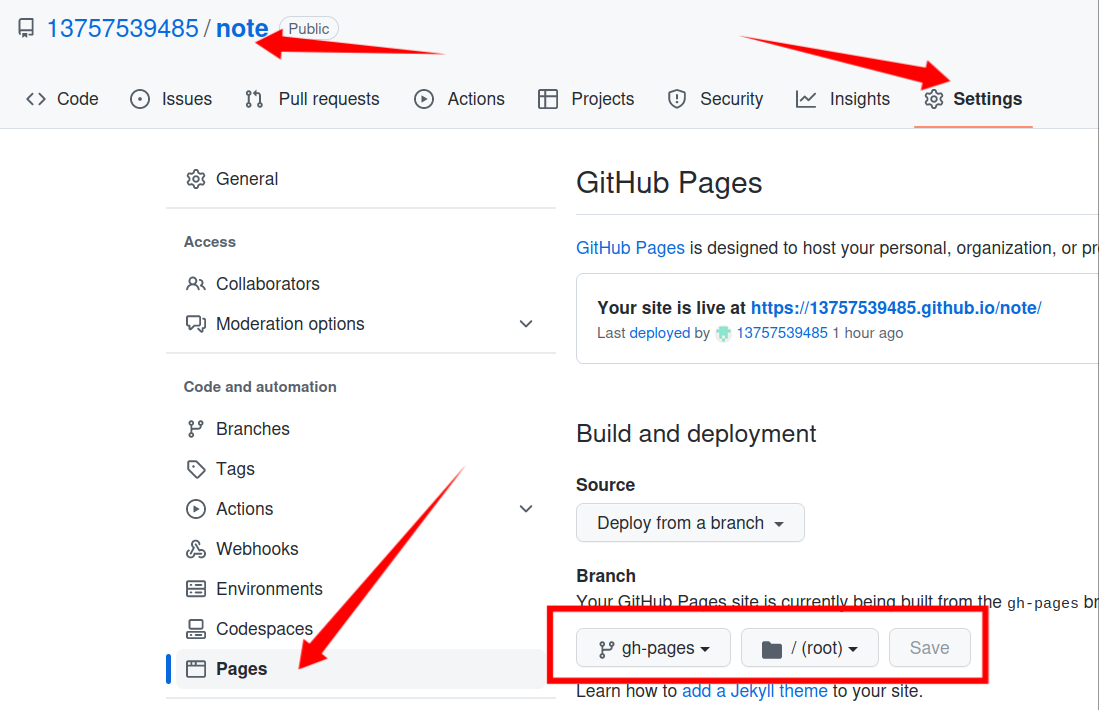 13757539485 / note Public
Code Issues Pull requests Actions Projects Security Insights Settings
General
Access
Collaborators
Moderation options
Code and automation
Branches
Tags
Actions
Webhooks
Environments
Codespaces
Pages
GitHub Pages
GitHub Pages is designed to host your personal, organization, or pr
Your site is live at https://13757539485.github.io/note/
Last deployed by 13757539485 1 hour ago
Build and deployment
Source
Deploy from a branch
Branch
Your GitHub Pages site is currently being built from the gh-pages br
gh-pages / (root) Save
Learn how to add a Jekyll theme to your site.